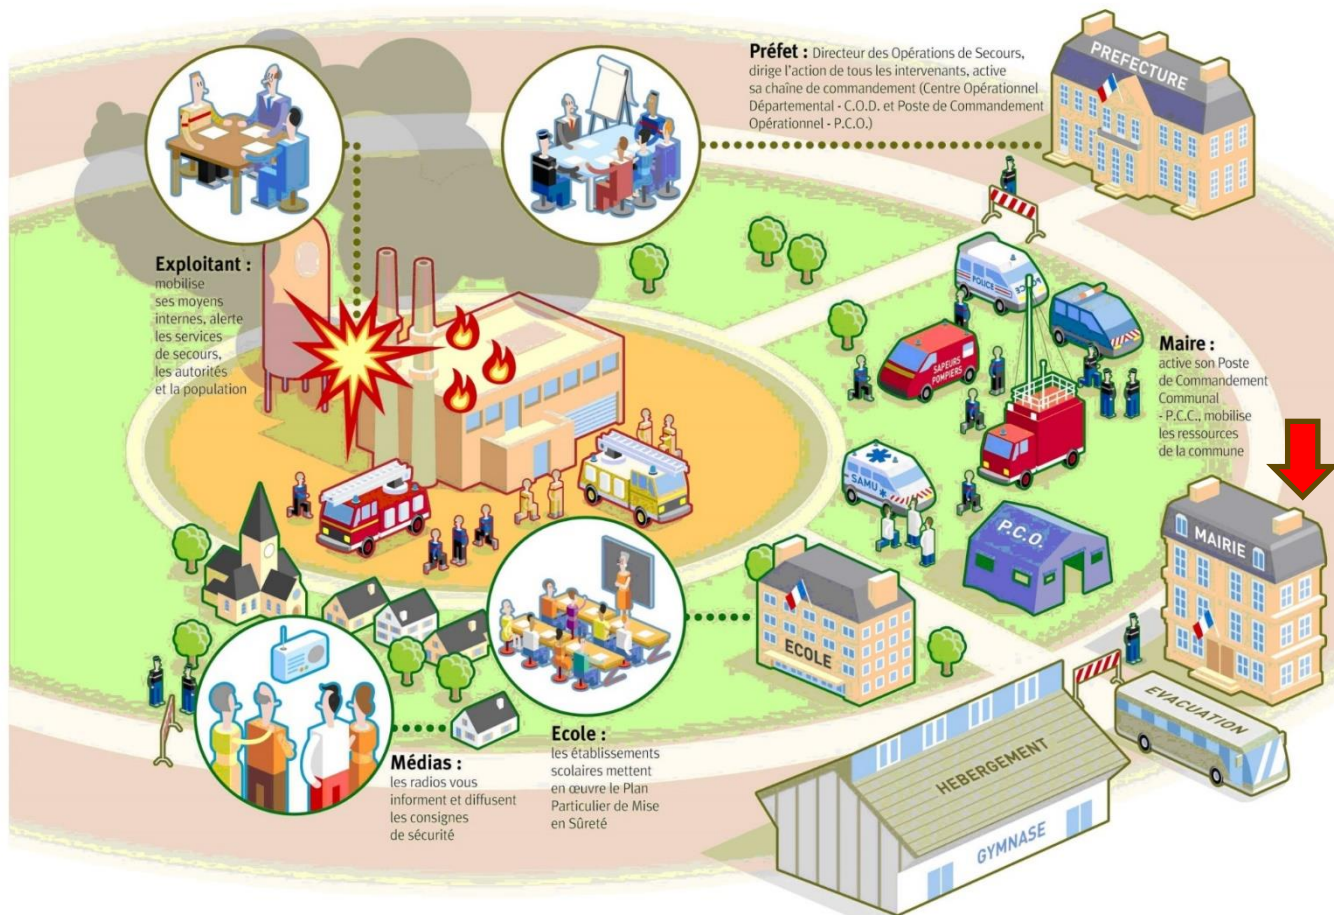 Préfet : Directeur des Opérations de Secours,
dirige l'action de tous les intervenants, active
sa chaîne de commandement (Centre Opérationnel
Départemental - C.O.D. et Poste de Commandement
Opérationnel - P.C.O.)
PREFECTURE
Exploitant :
mobilise
ses moyens
internes, alerte
les services
de secours,
les autorités
et la population
POLICE
POLICE
SAPEURS
POMPIERS
Maire :
active son Poste
de Commandement
Communal
- P.C.C., mobilise
les ressources
de la commune
SAMU
P.C.O.
MAIRIE
ECOLE
EVACUATION
Ecole :
les établissements
scolaires mettent
en œuvre le Plan
Particulier de Mise
en Sûreté
Médias :
les radios vous
informent et diffusent
les consignes
de sécurité
HEBERGEMENT
GYMNASE